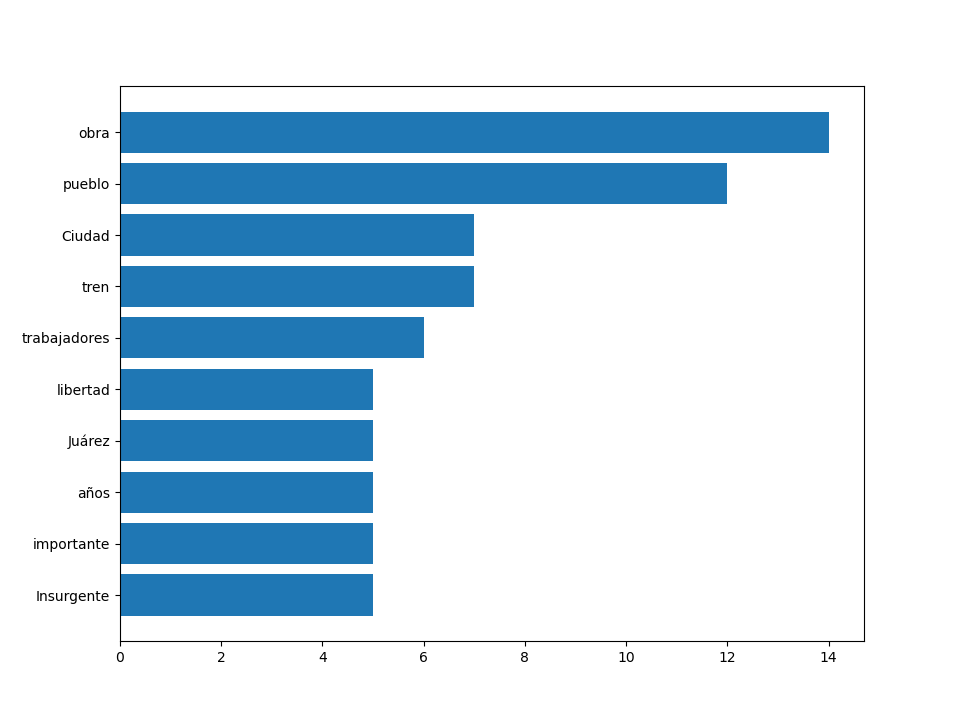 obra
pueblo
Ciudad
tren
trabajadores
libertad
Juárez
años
importante
Insurgente
0 2 4 6 8 10 12 14